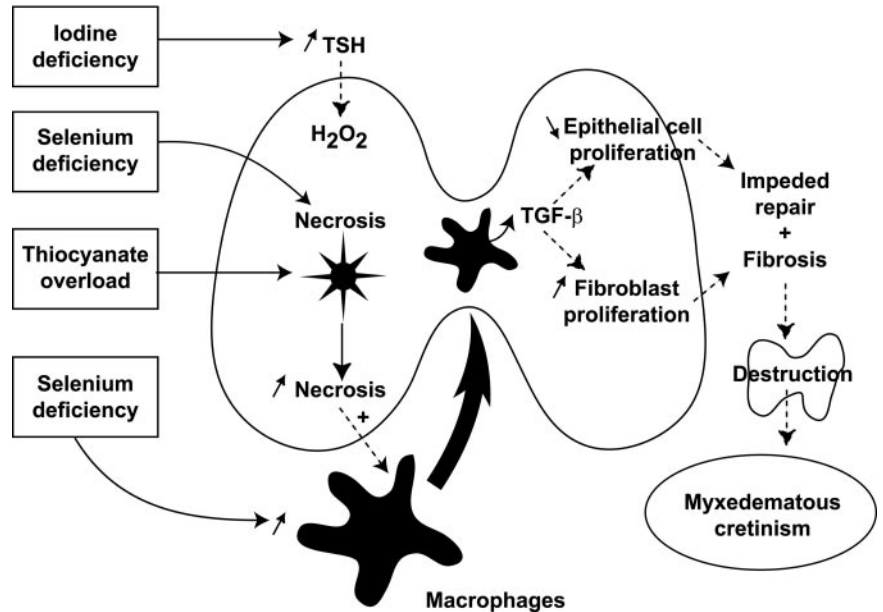 Iodine
deficiency
TSH
H₂O₂
Selenium
deficiency
Necrosis
Thiocyanate
overload
Selenium
deficiency
Necrosis
+
Macrophages
TGF-β
Epithelial cell
proliferation
Fibroblast
proliferation
Impeded
repair
+
Fibrosis
Destruction
Myxedematous
cretinism